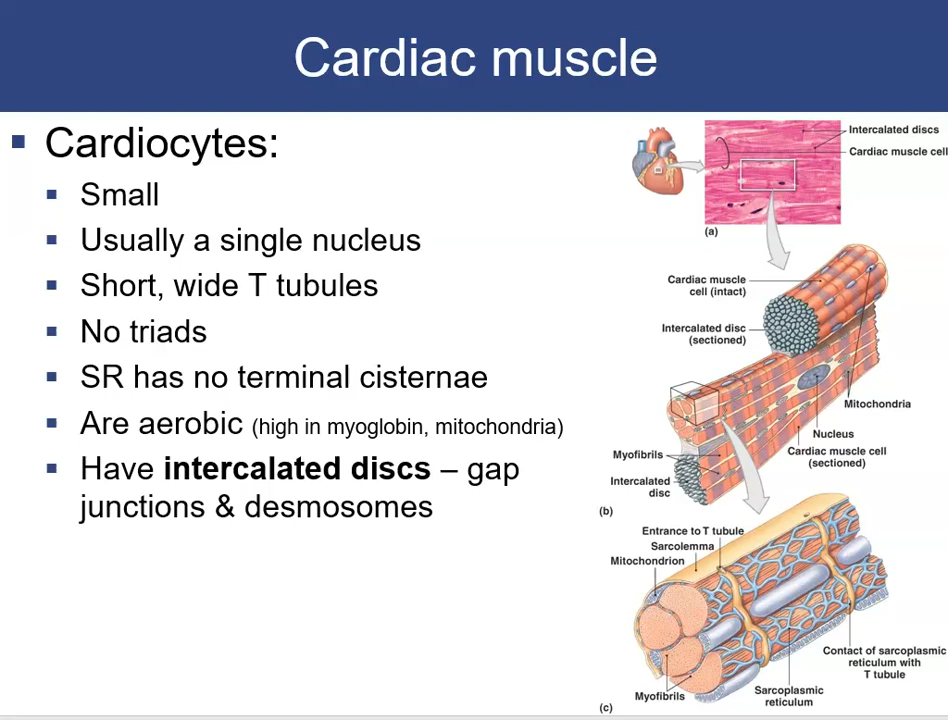 Cardiac muscle
Cardiocytes:
Small
Usually a single nucleus
Short, wide T tubules
No triads
SR has no terminal cisternae
Are aerobic (high in myoglobin, mitochondria)
Have intercalated discs – gap
junctions & desmosomes
Intercalated discs
Cardiac muscle cell
(a)
Cardiac muscle
cell (intact)
Intercalated disc
(sectioned)
Mitochondria
Nucleus
Cardiac muscle cell
(sectioned)
Myofibrils
Intercalated
disc
(b)
Entrance to T tubule
Sarcolemma
Mitochondrion
Contact of sarcoplasmic
reticulum with
T tubule
Myofibrils
Sarcoplasmic
reticulum
(c)